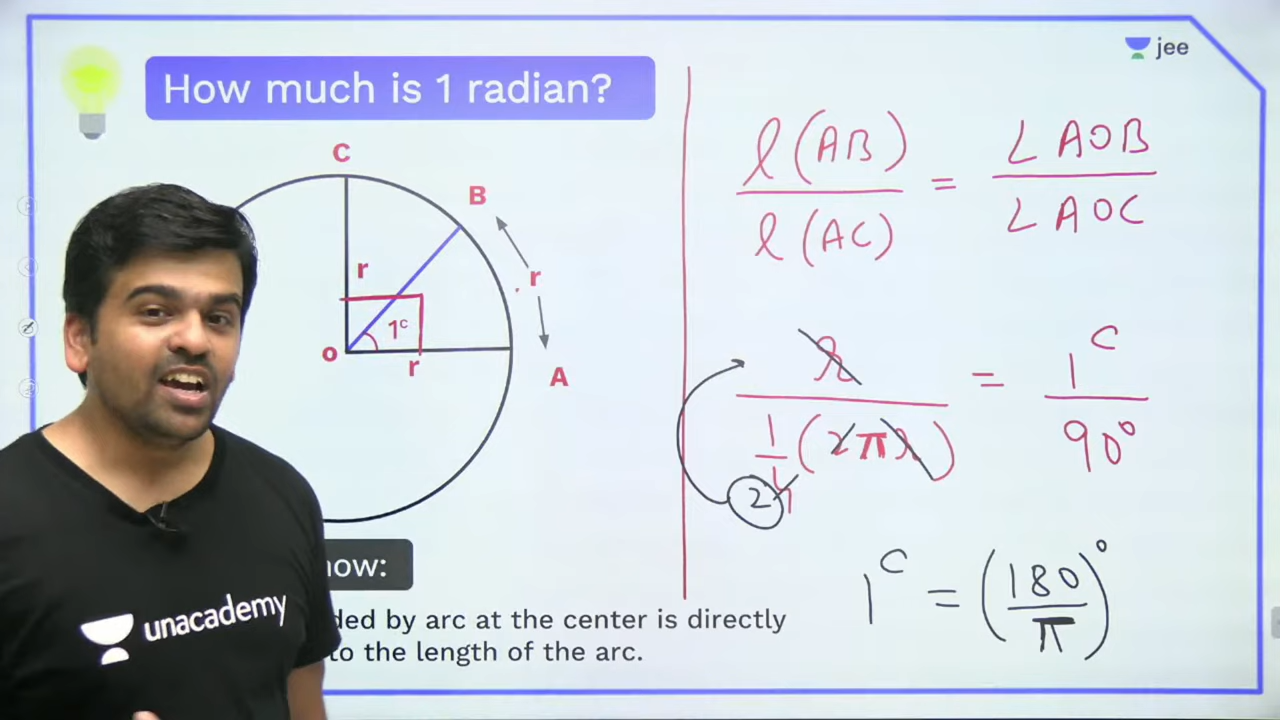 jee
How much is 1 radian?
C
B
r
r
1ᶜ
O
r
A
l(AB)/l(AC) = ∠AOB/∠AOC
r/(1/4(2πr)) = 1ᶜ/90°
2
1ᶜ = (180/π)°
now:
ded by arc at the center is directly
to the length of the arc.
unacademy